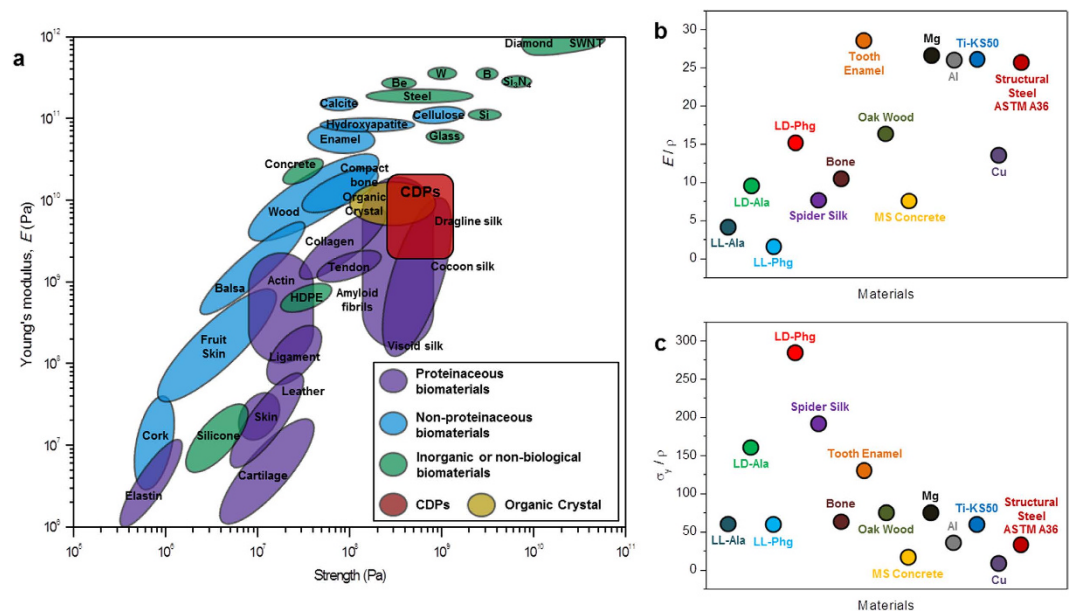 a
Young's modulus, E (Pa)
10¹²
10¹¹
10¹⁰
10⁹
10⁸
10⁷
10⁶
Diamond SWNT
W
B
Be
Si₃N₄
Steel
Calcite
Cellulose
Si
Hydroxyapatite
Enamel
Glass
Concrete
Compact
bone
Organic
Crystal
CDPs
Wood
Dragline silk
Collagen
Tendon
Cocoon silk
Balsa
Actin
HDPE
Amyloid
fibrils
Fruit
Skin
Viscid silk
Ligament
Leather
Skin
Cork
Silicone
Elastin
Cartilage
Proteinaceous
biomaterials
Non-proteinaceous
biomaterials
Inorganic or non-biological
biomaterials
CDPs
Organic Crystal
10⁵
10⁶
10⁷
10⁹
10¹⁰
10¹¹
Strength (Pa)
b
E / ρ
30
25
20
15
10
5
0
Tooth
Enamel
Mg
Ti-KS50
Al
Structural
Steel
ASTM A36
LD-Phg
Oak Wood
Bone
Cu
LD-Ala
Spider Silk
MS Concrete
LL-Ala
LL-Phg
Materials
c
σy / ρ
300
250
200
150
100
50
0
LD-Phg
Spider Silk
LD-Ala
Tooth Enamel
Bone
Mg
Ti-KS50
Structural
Steel
ASTM A36
Oak Wood
Al
LL-Ala
LL-Phg
MS Concrete
Cu
Materials